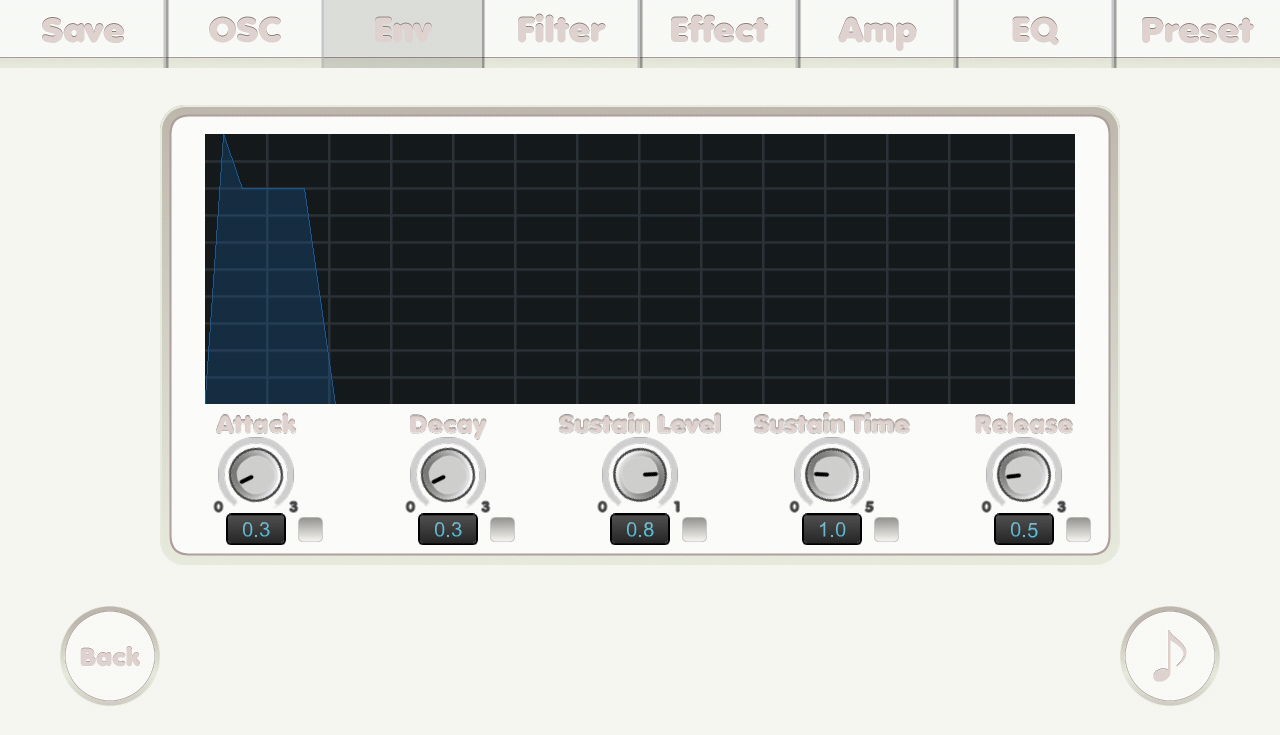 Save OSC Env Filter Effect Amp EQ Preset
Attack Decay Sustain Level Sustain Time Release
0 3 0 3 0 1 0 5 0 3
0.3 0.3 0.8 1.0 0.5
Back